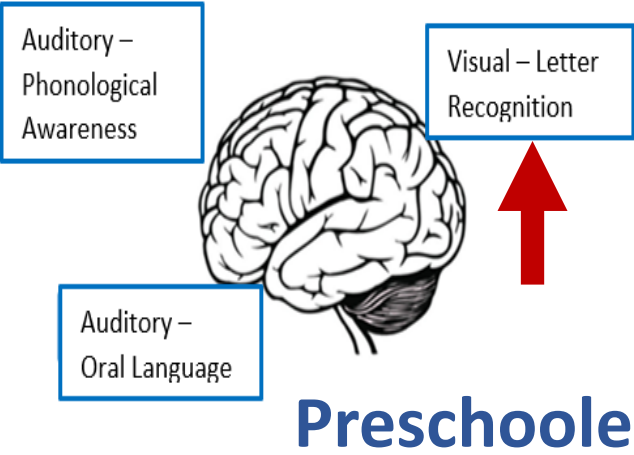 Auditory –
Phonological
Awareness
Visual – Letter
Recognition
Auditory –
Oral Language
Preschoole